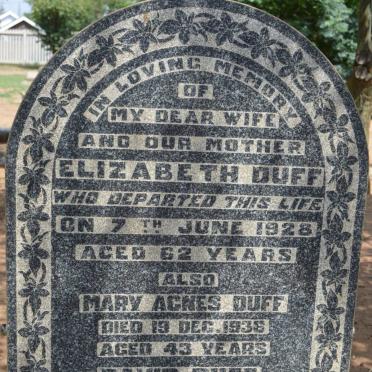 IN LOVING MEMORY
OF
MY DEAR WIFE
AND OUR MOTHER
ELIZABETH DUFF
WHO DEPARTED THIS LIFE
ON 7TH JUNE 1928
AGED 62 YEARS
ALSO
MARY AGNES DUFF
DIED 19 DEC. 1938
AGED 43 YEARS